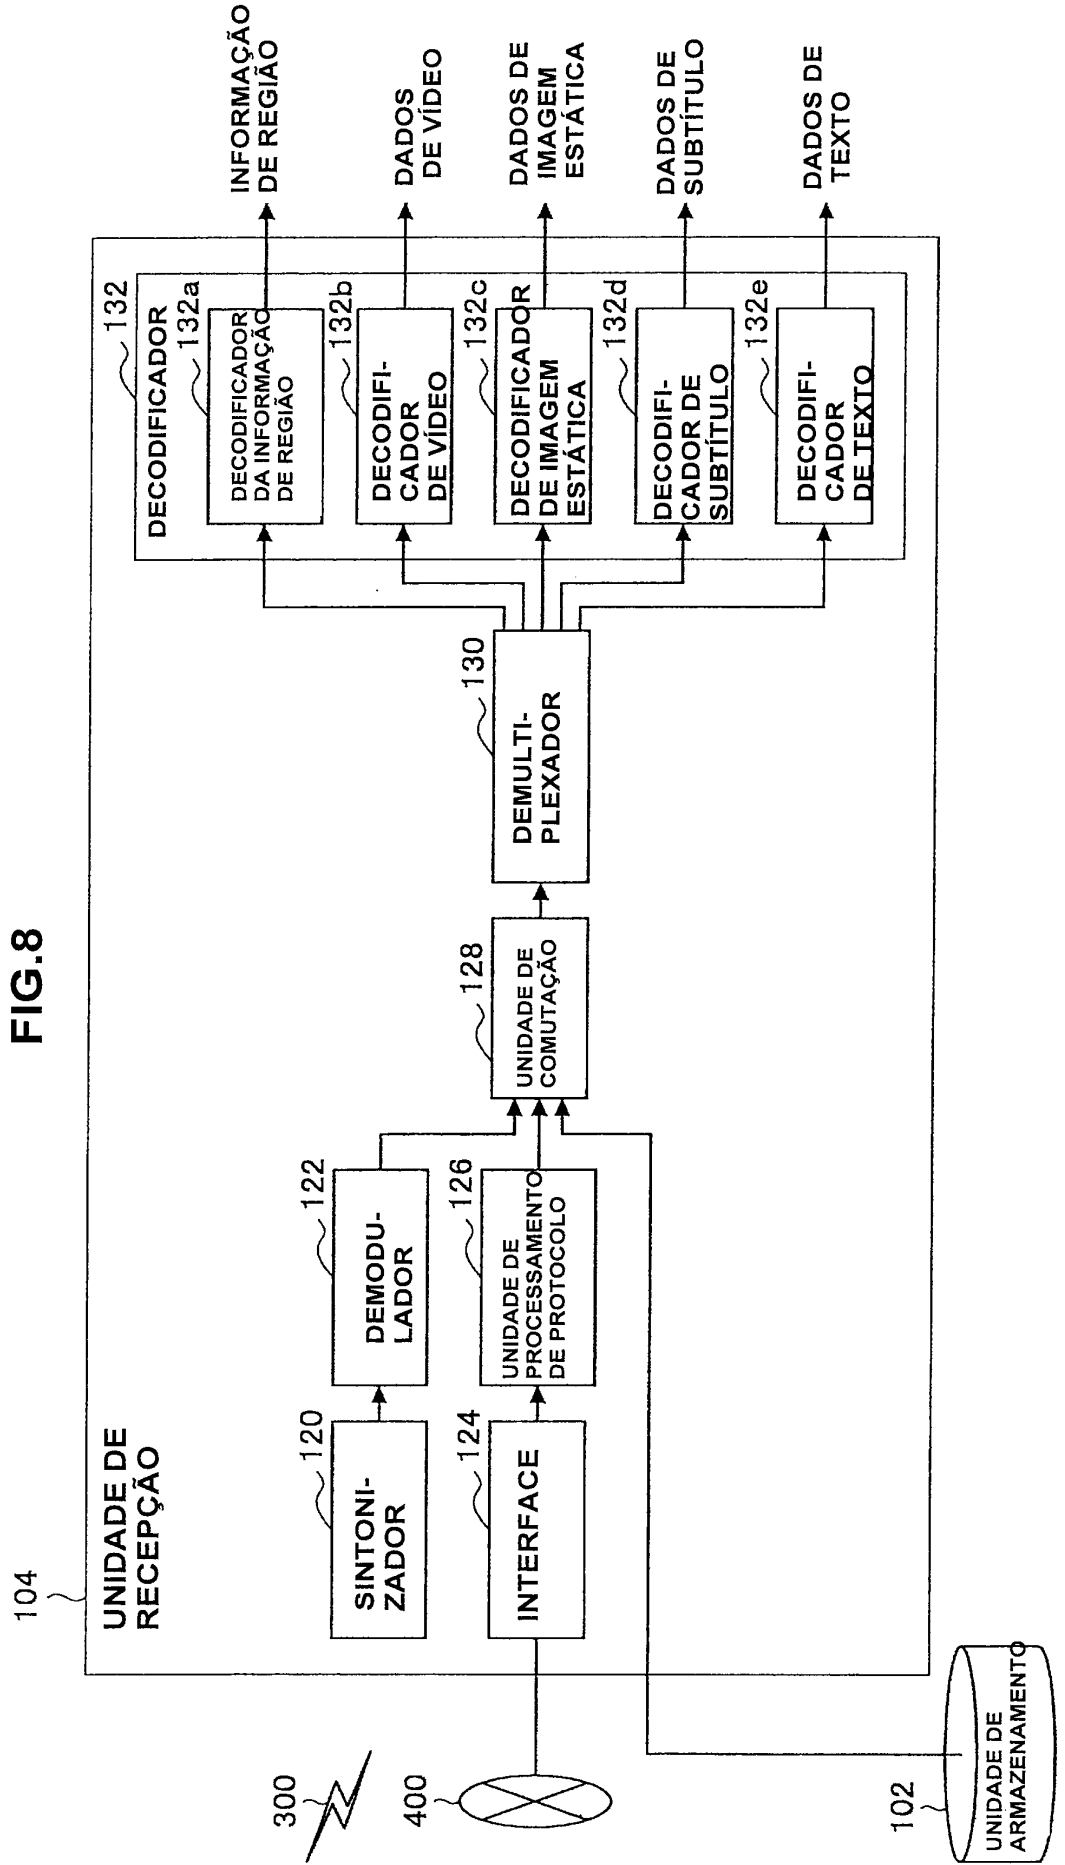 FIG.8
104
UNIDADE DE
RECEPÇÃO
300
400
102
UNIDADE DE
ARMAZENAMENTO
120
SINTONI-
ZADOR
122
DEMODU-
LADOR
124
INTERFACE
126
UNIDADE DE
PROCESSAMENTO
DE PROTOCOLO
128
UNIDADE DE
COMUTAÇÃO
130
DEMULTI-
PLEXADOR
132
DECODIFICADOR
132a
DECODIFICADOR
DA INFORMAÇÃO
DE REGIÃO
132b
DECODIFI-
CADOR
DE VÍDEO
132c
DECODIFICADOR
DE IMAGEM
ESTÁTICA
132d
DECODIFI-
CADOR DE
SUBTÍTULO
132e
DECODIFI-
CADOR
DE TEXTO
INFORMAÇÃO
DE REGIÃO
DADOS
DE VÍDEO
DADOS DE
IMAGEM
ESTÁTICA
DADOS DE
SUBTÍTULO
DADOS DE
TEXTO